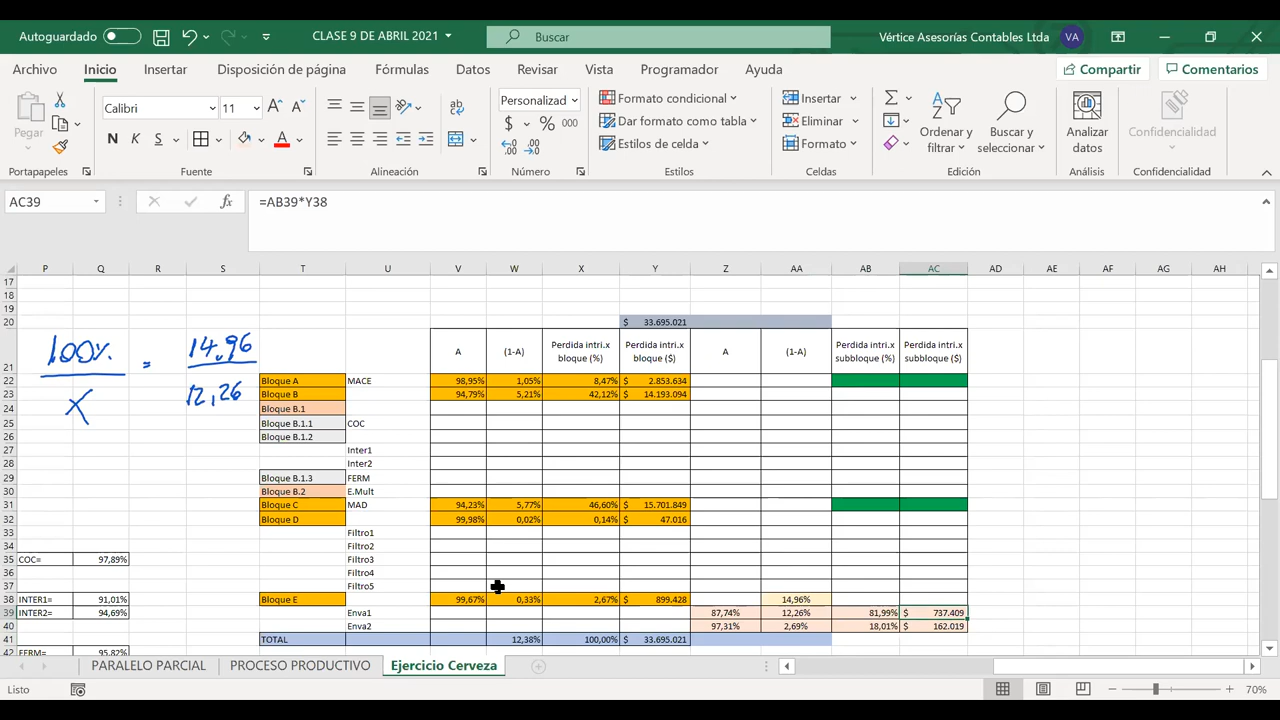 Autoguardado
CLASE 9 DE ABRIL 2021
Buscar
Vértice Asesorías Contables Ltda
VA
Archivo Inicio Insertar Disposición de página Fórmulas Datos Revisar Vista Programador Ayuda
Compartir Comentarios
Pegar
Calibri 11
N K S
Personalizad
$ % 000
Formato condicional
Dar formato como tabla
Estilos de celda
Insertar
Eliminar
Formato
Ordenar y filtrar
Buscar y seleccionar
Analizar datos
Confidencialidad
Portapapeles Fuente Alineación Número Estilos Celdas Edición Análisis Confidencialidad
AC39 fx =AB39*Y38
P Q R S T U V W X Y Z AA AB AC AD AE AF AG AH
17
18
19
20 $ 33.695.021
21 A (1-A) Perdida intri.x bloque (%) Perdida intri.x bloque ($) A (1-A) Perdida intri.x subbloque (%) Perdida intri.x subbloque ($)
100% = 14.96
X 12,26
22 Bloque A MACE 98,95% 1,05% 8,47% $ 2.853.634
23 Bloque B 94,79% 5,21% 42,12% $ 14.193.094
24 Bloque B.1
25 Bloque B.1.1 COC
26 Bloque B.1.2
27 Inter1
28 Inter2
29 Bloque B.1.3 FERM
30 Bloque B.2 E.Mult
31 Bloque C MAD 94,23% 5,77% 46,60% $ 15.701.849
32 Bloque D 99,98% 0,02% 0,14% $ 47.016
33 Filtro1
34 Filtro2
35 COC= 97,89% Filtro3
36 Filtro4
37 Filtro5
38 INTER1= 91,01% Bloque E 99,67% 0,33% 2,67% $ 899.428 14,96%
39 INTER2= 94,69% Enva1 87,74% 12,26% 81,99% $ 737.409
40 Enva2 97,31% 2,69% 18,01% $ 162.019
41 TOTAL 12,38% 100,00% $ 33.695.021
42 FERM= 95,82%
PARALELO PARCIAL PROCESO PRODUCTIVO Ejercicio Cerveza
Listo
70%